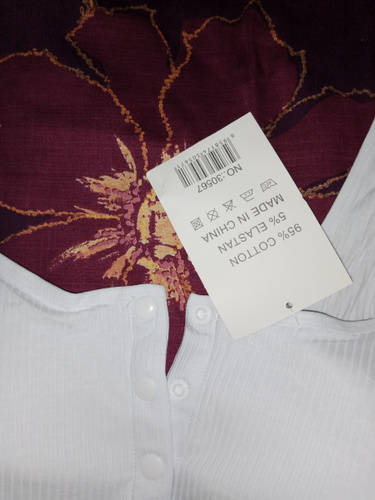 95% COTTON
5% ELASTAN
MADE IN CHINA
NO.:30567